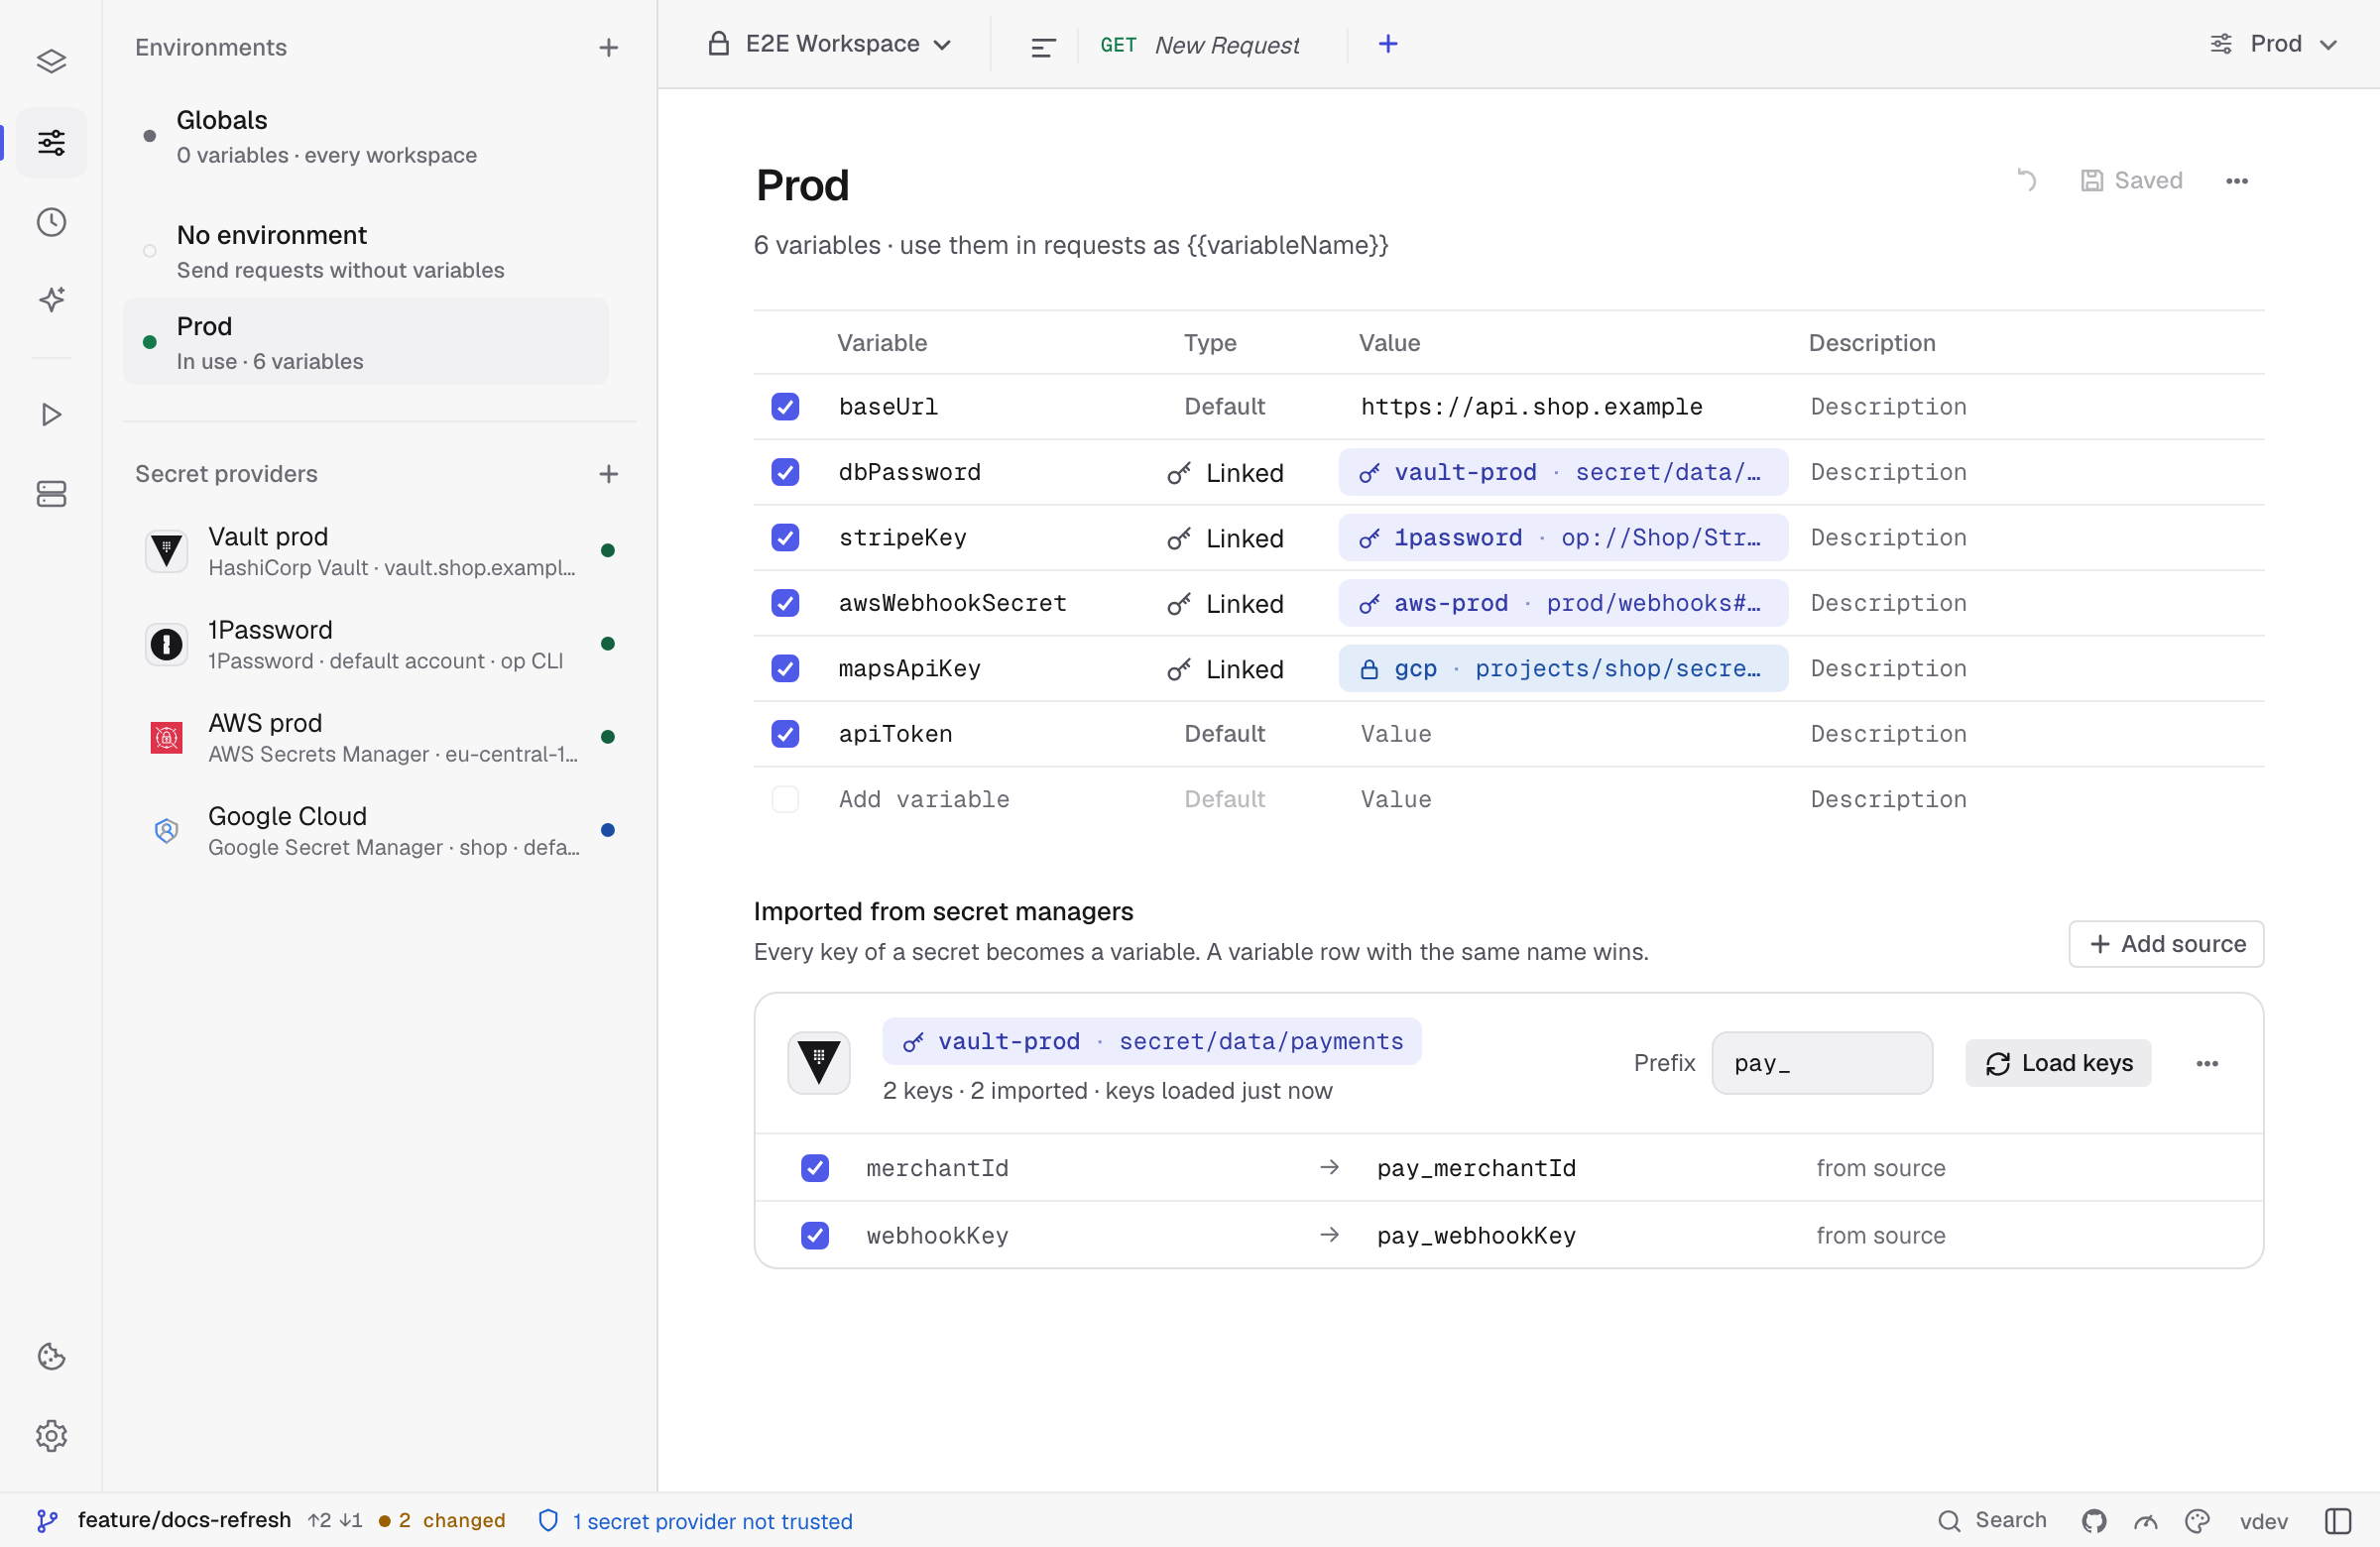 Environments
Globals
0 variables · every workspace
No environment
Send requests without variables
Prod
In use · 6 variables
Secret providers
Vault prod
HashiCorp Vault · vault.shop.exampl…
1Password
1Password · default account · op CLI
AWS prod
AWS Secrets Manager · eu-central-1…
Google Cloud
Google Secret Manager · shop · defa…
E2E Workspace
GET New Request
Prod
Prod
Saved
6 variables · use them in requests as {{variableName}}
Variable Type Value Description
baseUrl Default https://api.shop.example Description
dbPassword Linked vault-prod · secret/data/… Description
stripeKey Linked 1password · op://Shop/Str… Description
awsWebhookSecret Linked aws-prod · prod/webhooks#… Description
mapsApiKey Linked gcp · projects/shop/secre… Description
apiToken Default Value Description
Add variable Default Value Description
Imported from secret managers
Every key of a secret becomes a variable. A variable row with the same name wins.
Add source
vault-prod · secret/data/payments
2 keys · 2 imported · keys loaded just now
Prefix pay_ Load keys
merchantId → pay_merchantId from source
webhookKey → pay_webhookKey from source
feature/docs-refresh ↑2 ↓1 2 changed 1 secret provider not trusted Search vdev